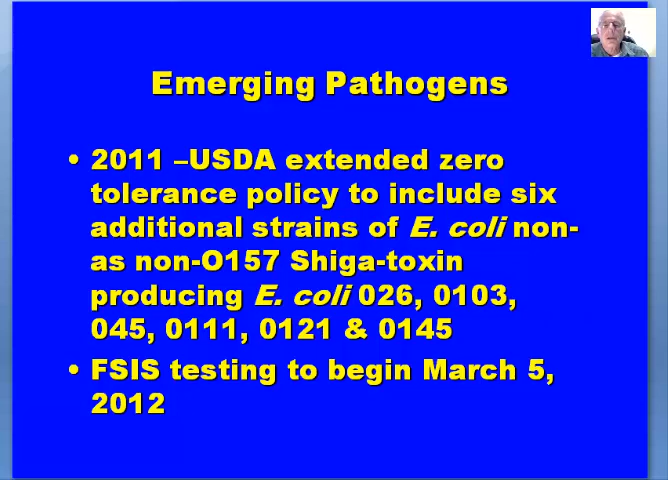 Emerging Pathogens
• 2011 –USDA extended zero
tolerance policy to include six
additional strains of E. coli non-
as non-O157 Shiga-toxin
producing E. coli 026, 0103,
045, 0111, 0121 & 0145
• FSIS testing to begin March 5,
2012